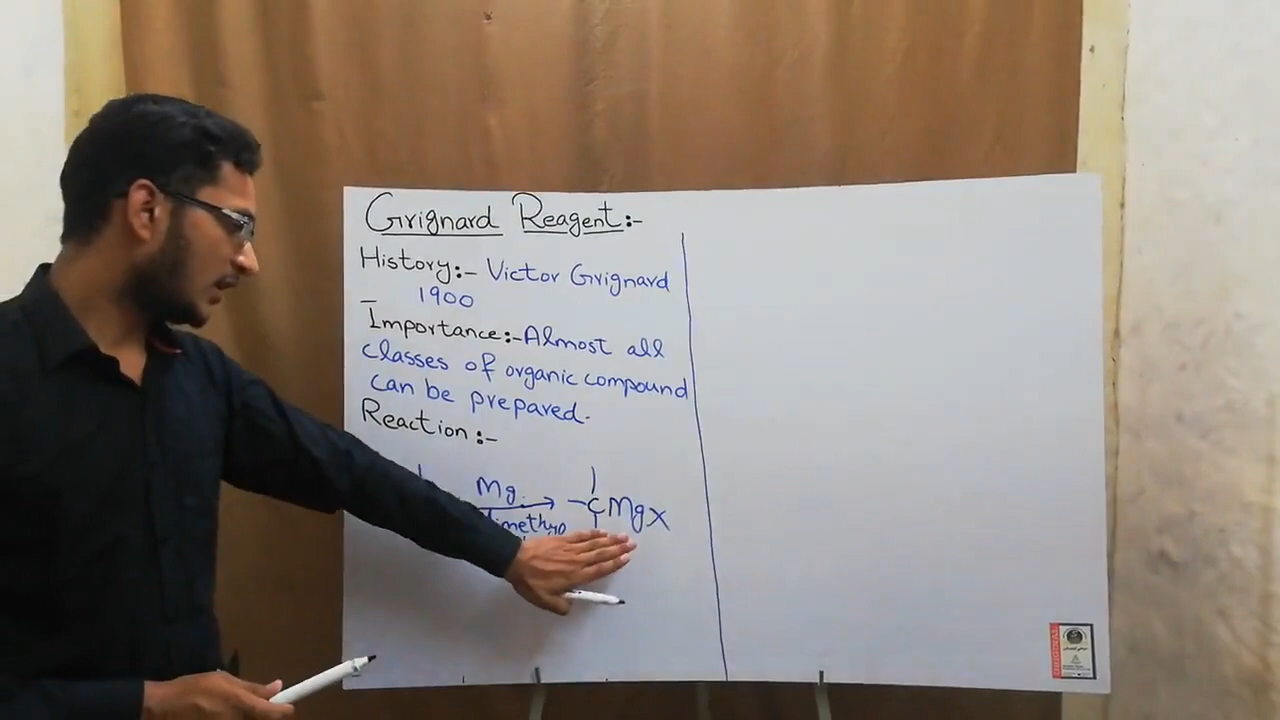 Grignard Reagent:-
History:- Victor Grignard
1900
Importance:- Almost all
classes of organic compound
can be prepared.
Reaction:-
Mg
-C MgX
ORIGINAL